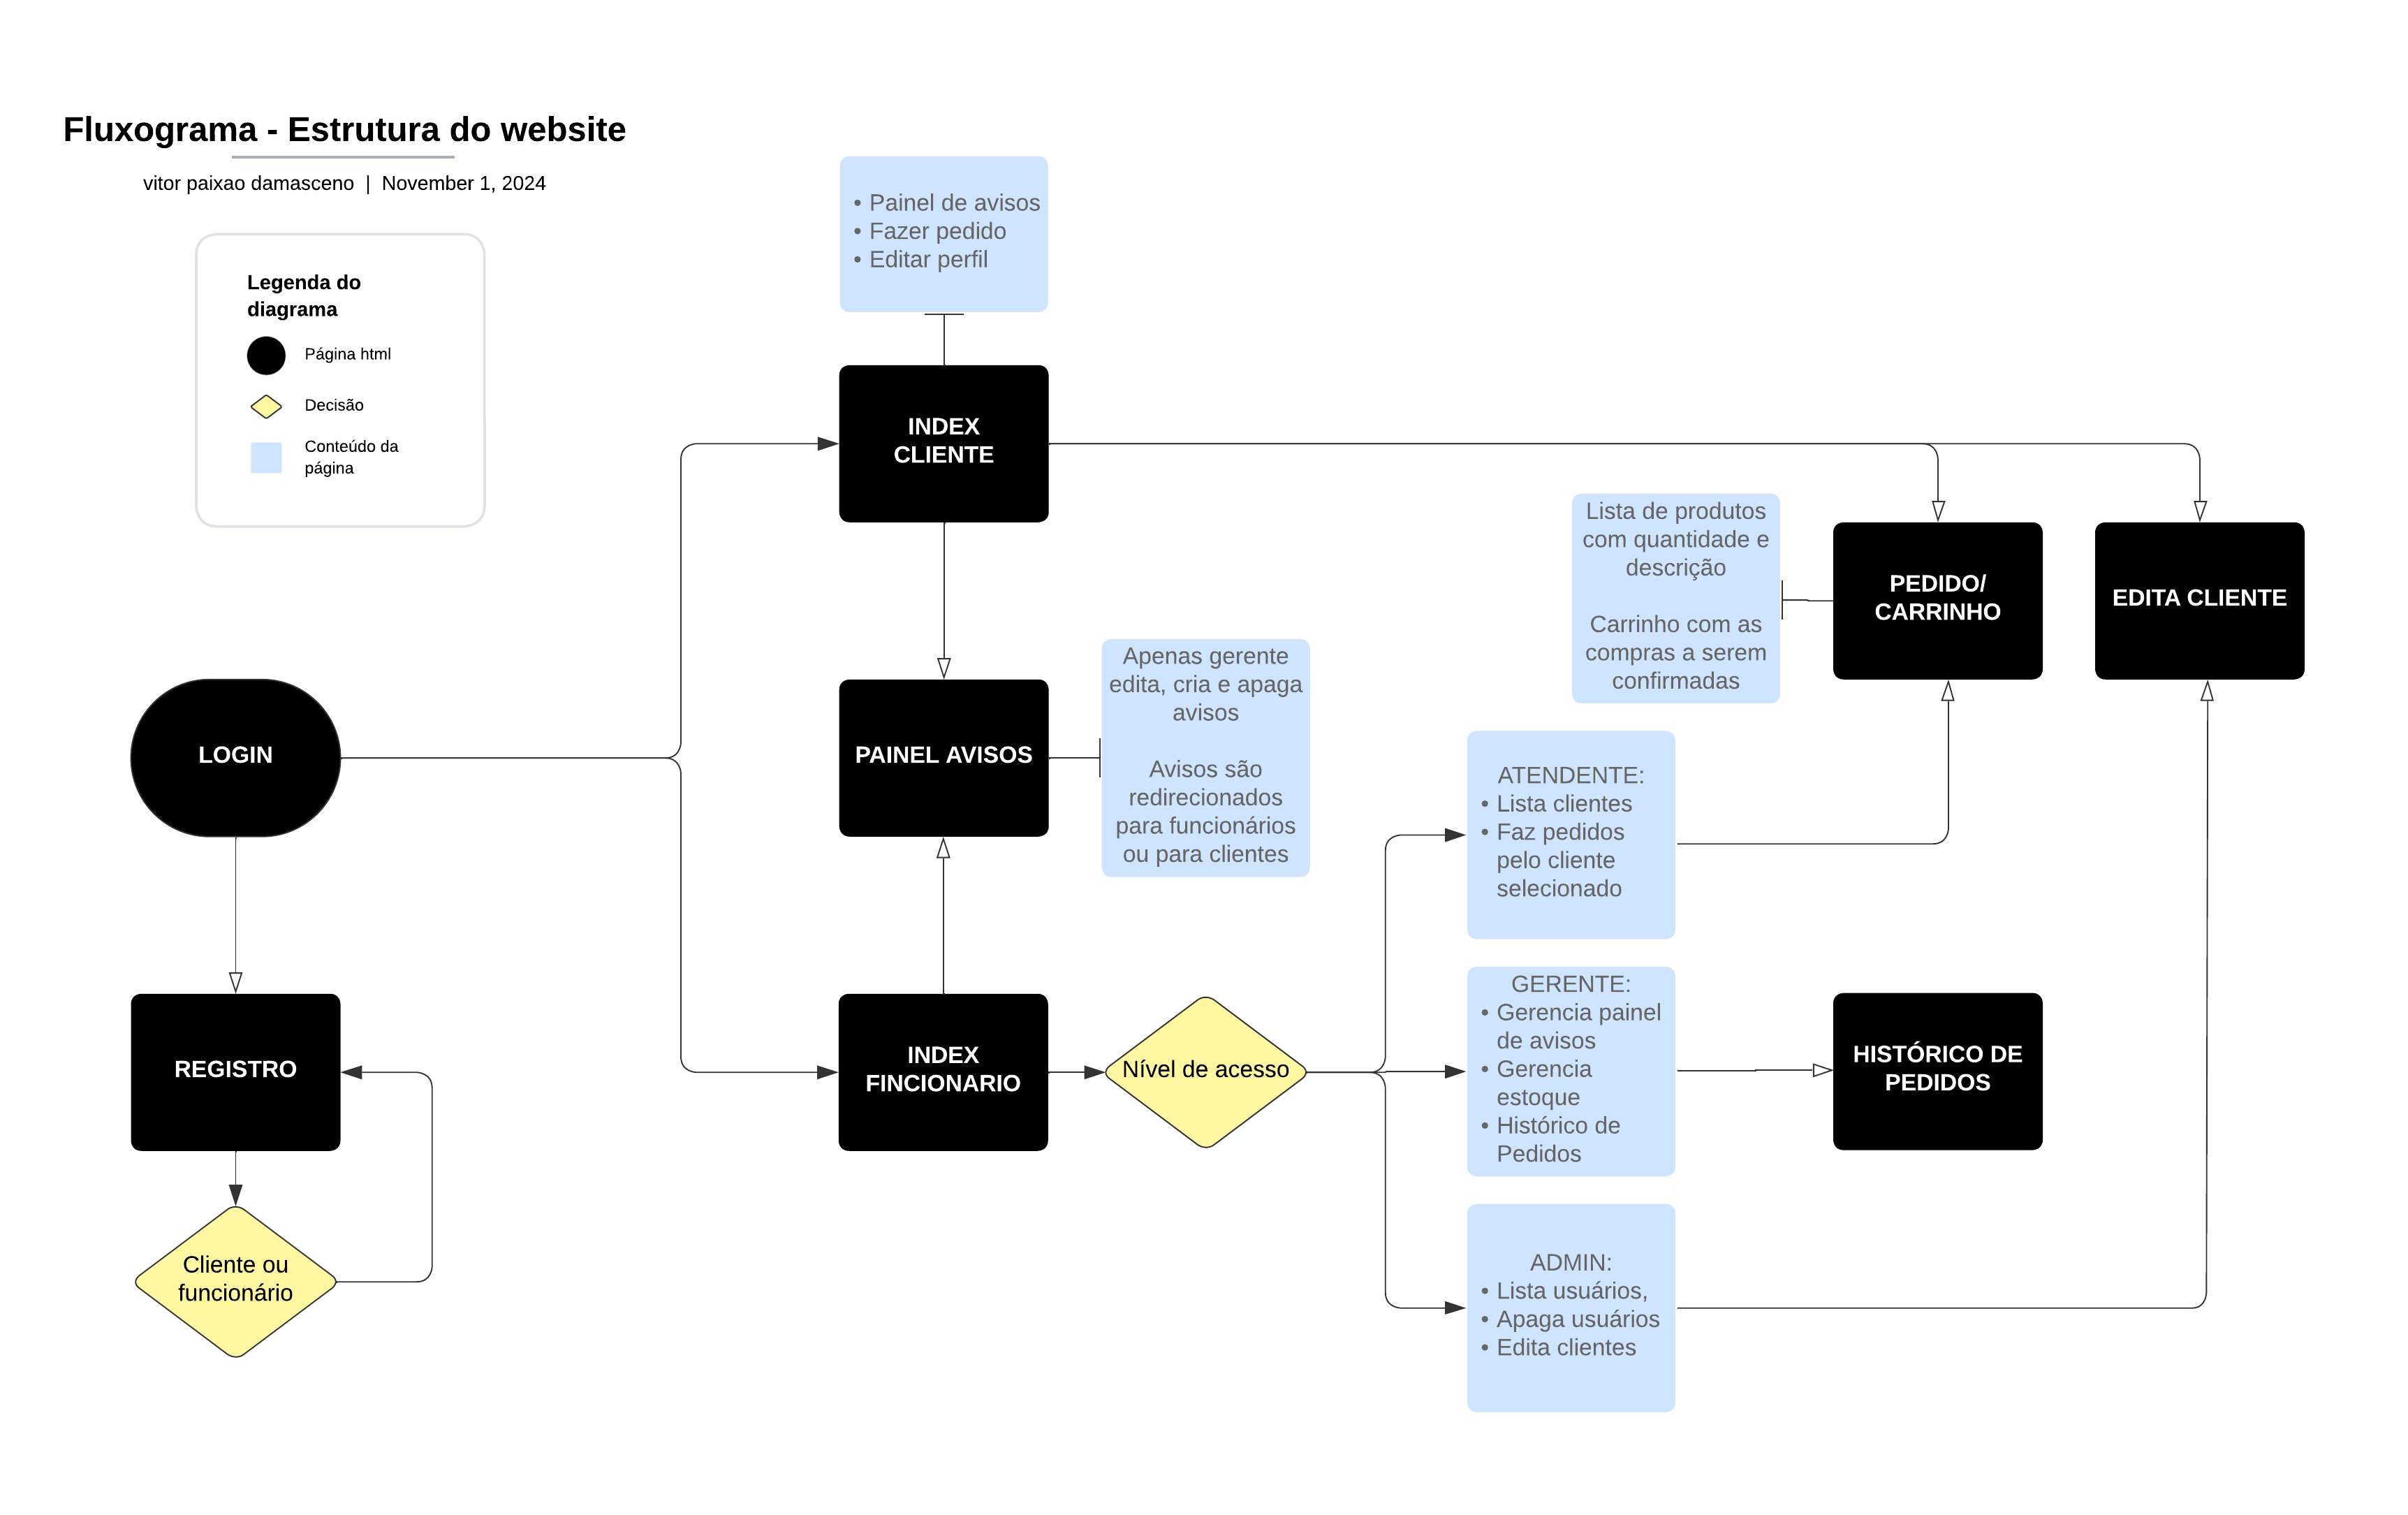 Fluxograma - Estrutura do website
vitor paixao damasceno | November 1, 2024
Legenda do
diagrama
Página html
Decisão
Conteúdo da
página
• Painel de avisos
• Fazer pedido
• Editar perfil
INDEX
CLIENTE
Lista de produtos
com quantidade e
descrição
Carrinho com as
compras a serem
confirmadas
PEDIDO/
CARRINHO
EDITA CLIENTE
LOGIN
PAINEL AVISOS
Apenas gerente
edita, cria e apaga
avisos
Avisos são
redirecionados
para funcionários
ou para clientes
ATENDENTE:
• Lista clientes
• Faz pedidos
pelo cliente
selecionado
REGISTRO
INDEX
FINCIONARIO
Nível de acesso
GERENTE:
• Gerencia painel
de avisos
• Gerencia
estoque
• Histórico de
Pedidos
HISTÓRICO DE
PEDIDOS
Cliente ou
funcionário
ADMIN:
• Lista usuários,
• Apaga usuários
• Edita clientes